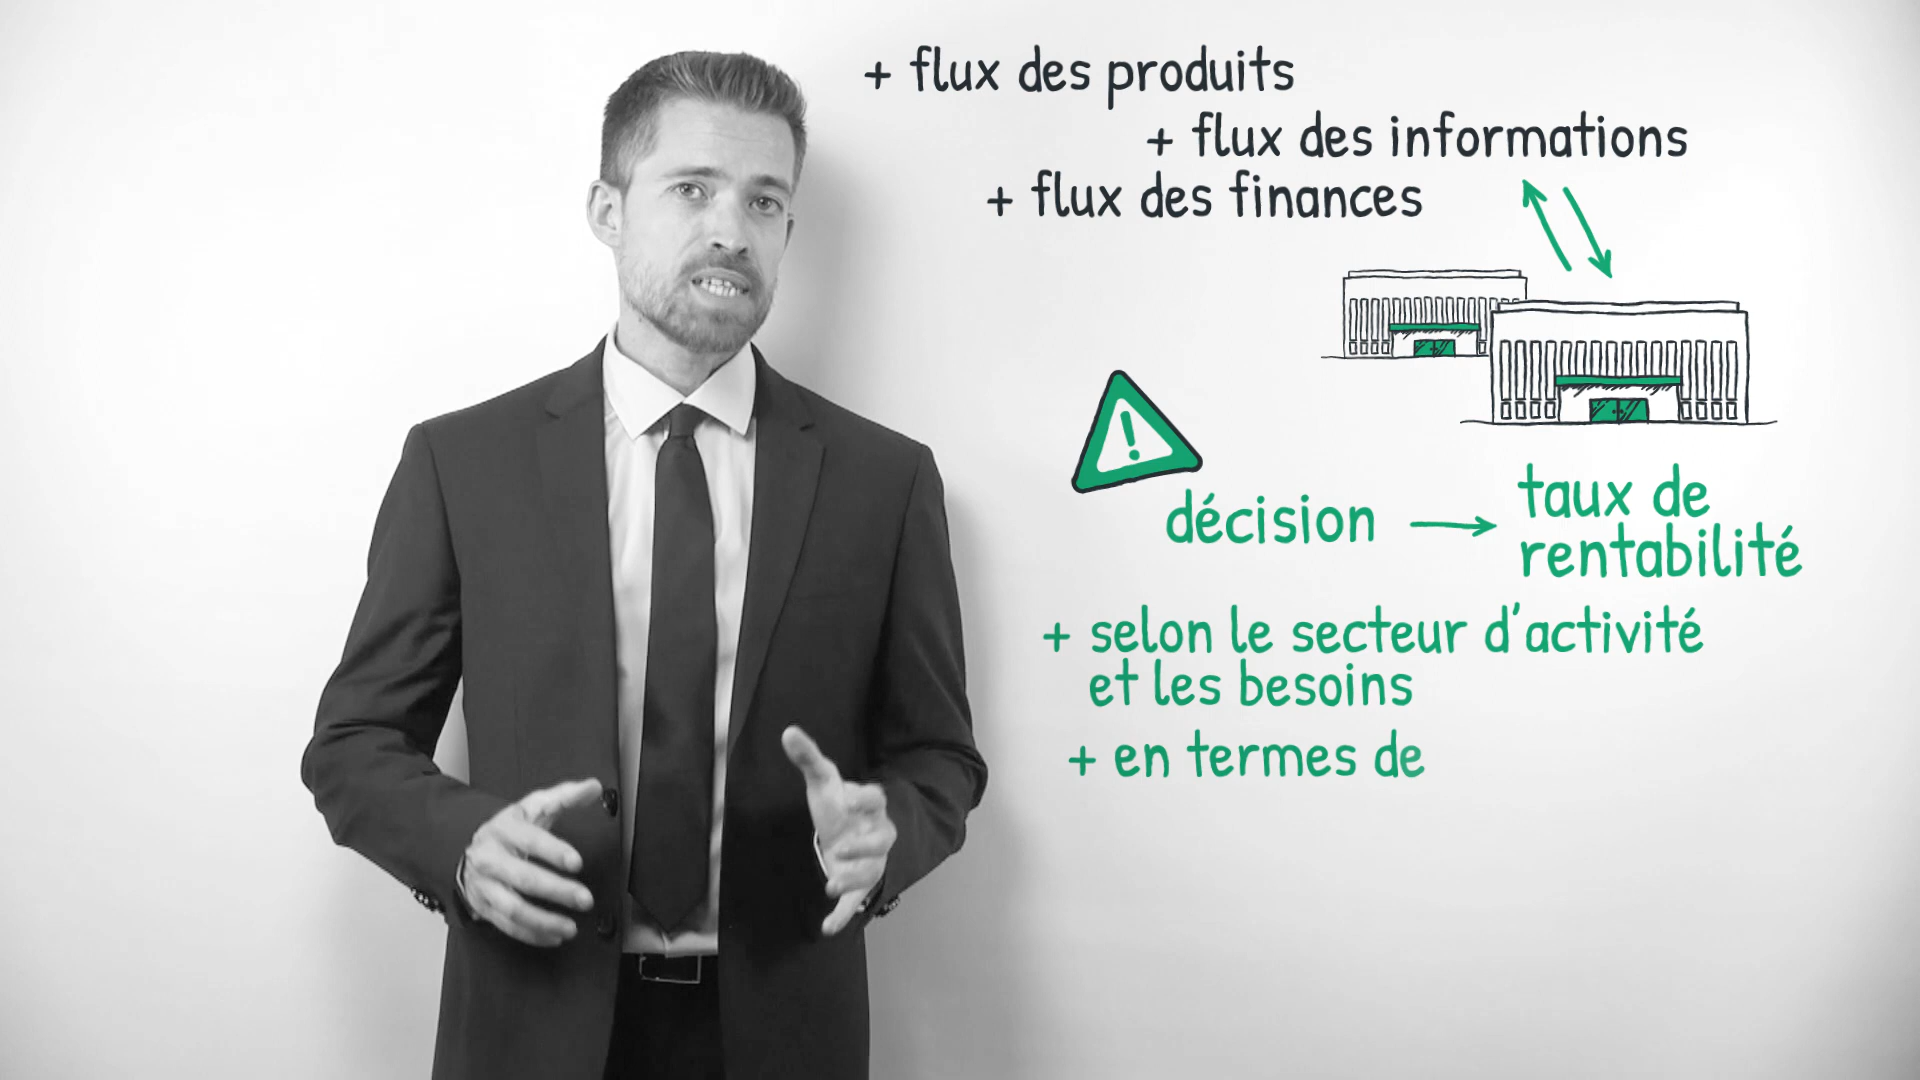 + flux des produits
+ flux des informations
+ flux des finances
!
décision → taux de
rentabilité
+ selon le secteur d'activité
et les besoins
+ en termes de